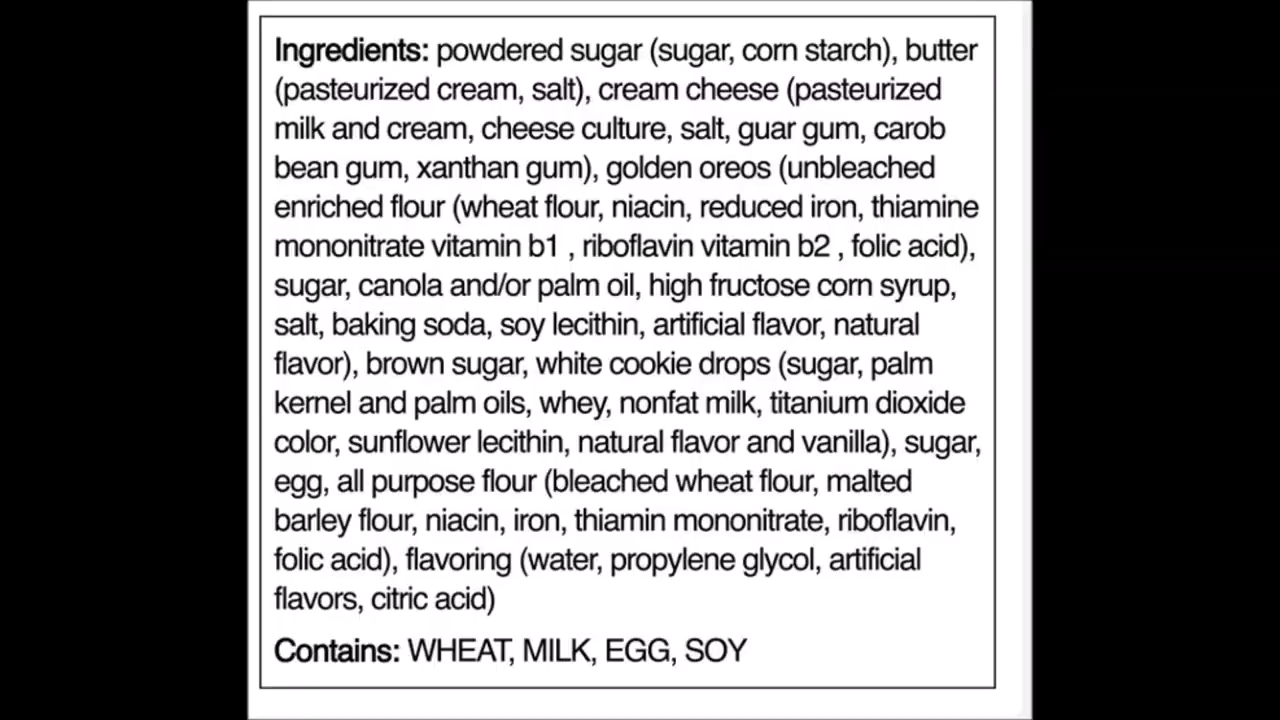 Ingredients: powdered sugar (sugar, corn starch), butter
(pasteurized cream, salt), cream cheese (pasteurized
milk and cream, cheese culture, salt, guar gum, carob
bean gum, xanthan gum), golden oreos (unbleached
enriched flour (wheat flour, niacin, reduced iron, thiamine
mononitrate vitamin b1 , riboflavin vitamin b2 , folic acid),
sugar, canola and/or palm oil, high fructose corn syrup,
salt, baking soda, soy lecithin, artificial flavor, natural
flavor), brown sugar, white cookie drops (sugar, palm
kernel and palm oils, whey, nonfat milk, titanium dioxide
color, sunflower lecithin, natural flavor and vanilla), sugar,
egg, all purpose flour (bleached wheat flour, malted
barley flour, niacin, iron, thiamin mononitrate, riboflavin,
folic acid), flavoring (water, propylene glycol, artificial
flavors, citric acid)
Contains: WHEAT, MILK, EGG, SOY